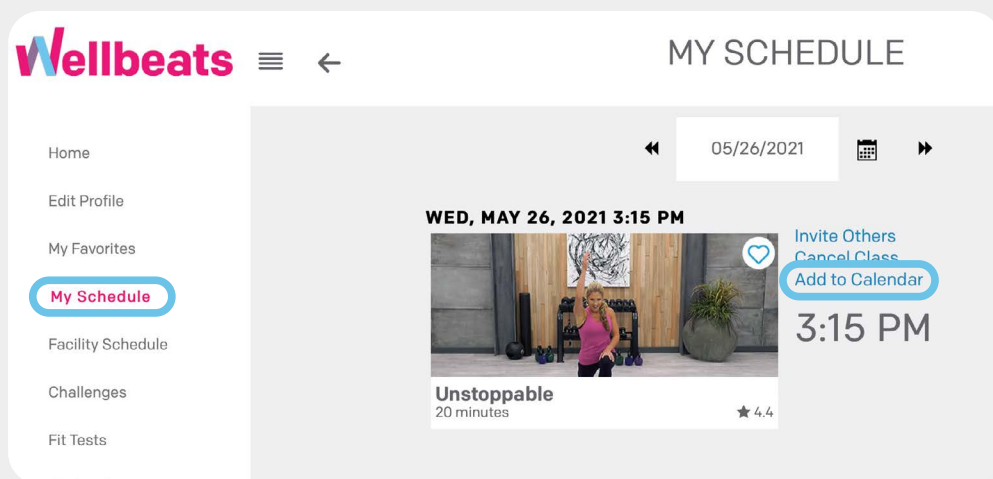 Wellbeats
MY SCHEDULE
Home
Edit Profile
My Favorites
My Schedule
Facility Schedule
Challenges
Fit Tests
05/26/2021
WED, MAY 26, 2021 3:15 PM
Invite Others
Cancel Class
Add to Calendar
3:15 PM
Unstoppable
20 minutes
4.4